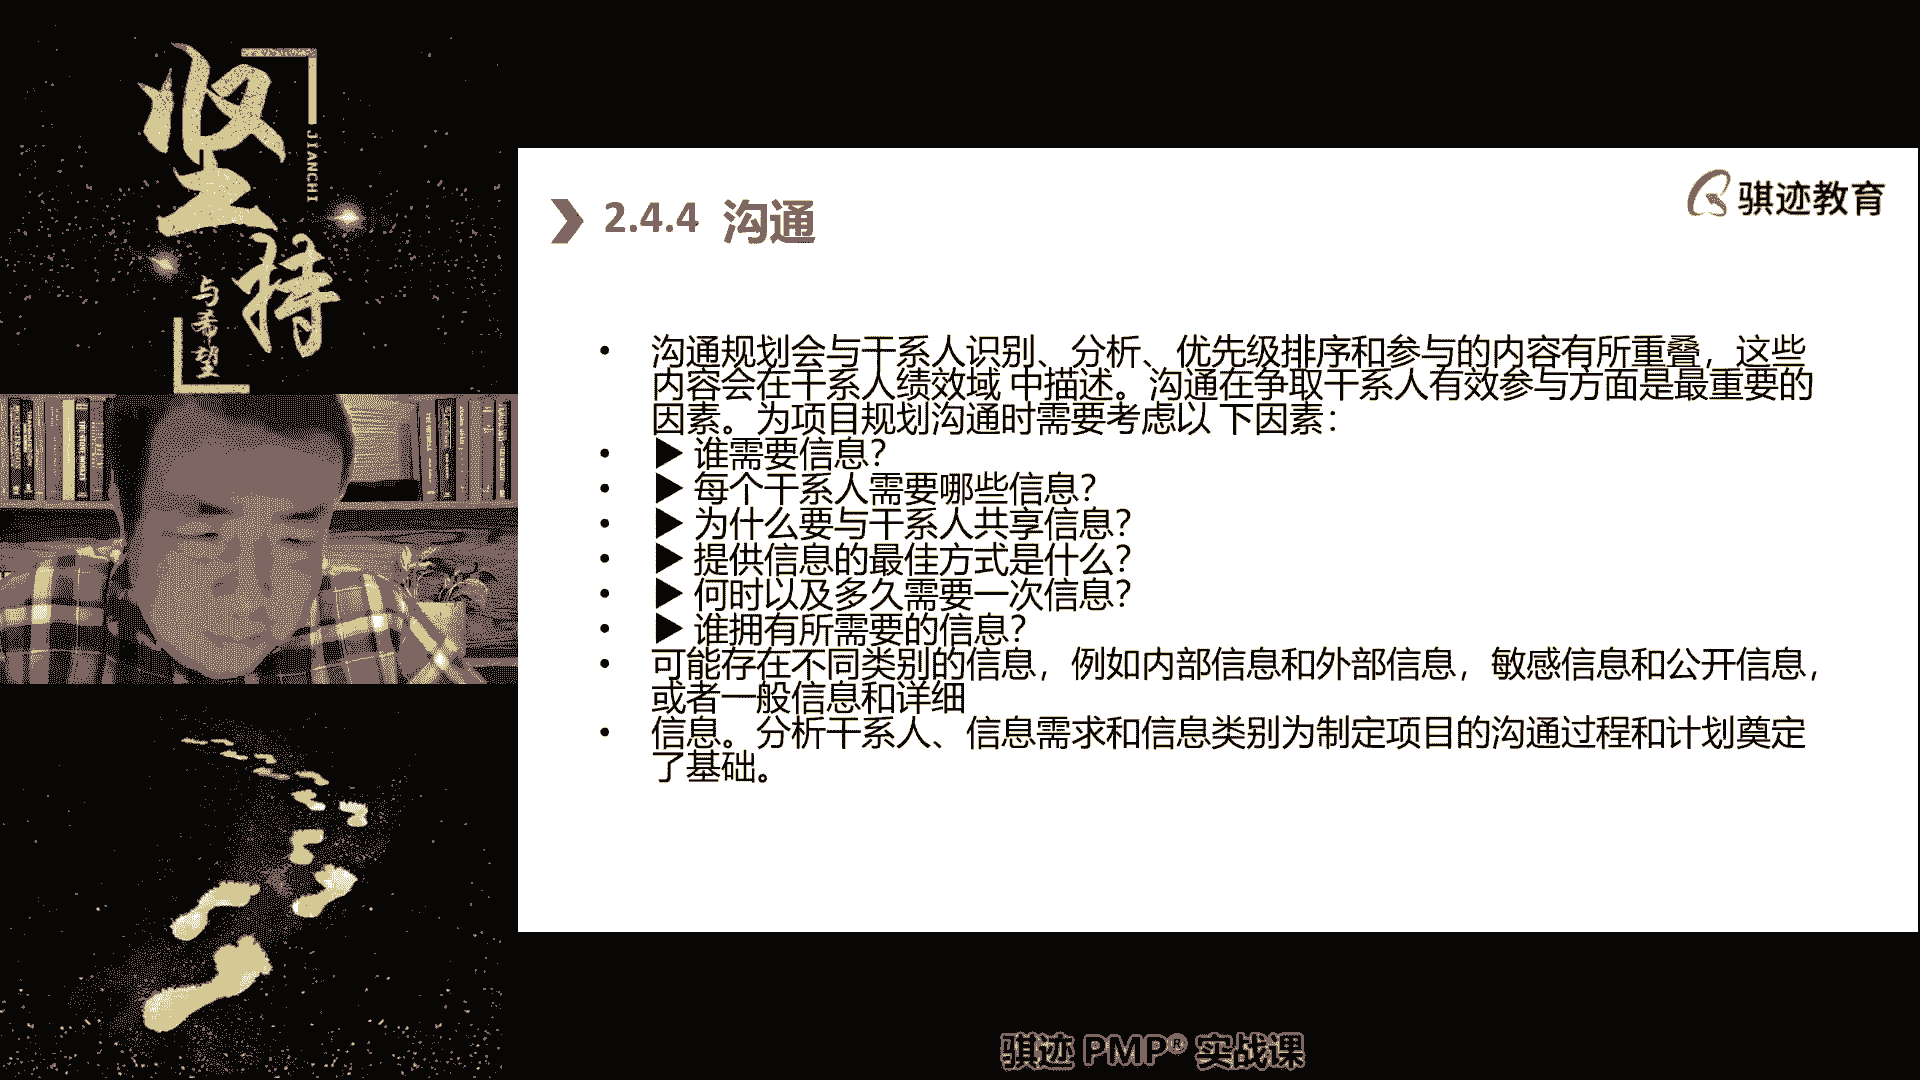 坚持
JIANCHI
与希望
骐迹教育
2.4.4 沟通
• 沟通规划会与干系人识别、分析、优先级排序和参与的内容有所重叠，这些
内容会在干系人绩效域 中描述。沟通在争取干系人有效参与方面是最重要的
因素。为项目规划沟通时需要考虑以 下因素：
• ▶ 谁需要信息？
• ▶ 每个干系人需要哪些信息？
• ▶ 为什么要与干系人共享信息？
• ▶ 提供信息的最佳方式是什么？
• ▶ 何时以及多久需要一次信息？
• ▶ 谁拥有所需要的信息？
• 可能存在不同类别的信息，例如内部信息和外部信息，敏感信息和公开信息，
或者一般信息和详细
• 信息。分析干系人、信息需求和信息类别为制定项目的沟通过程和计划奠定
了基础。
骐迹 PMP® 实战课